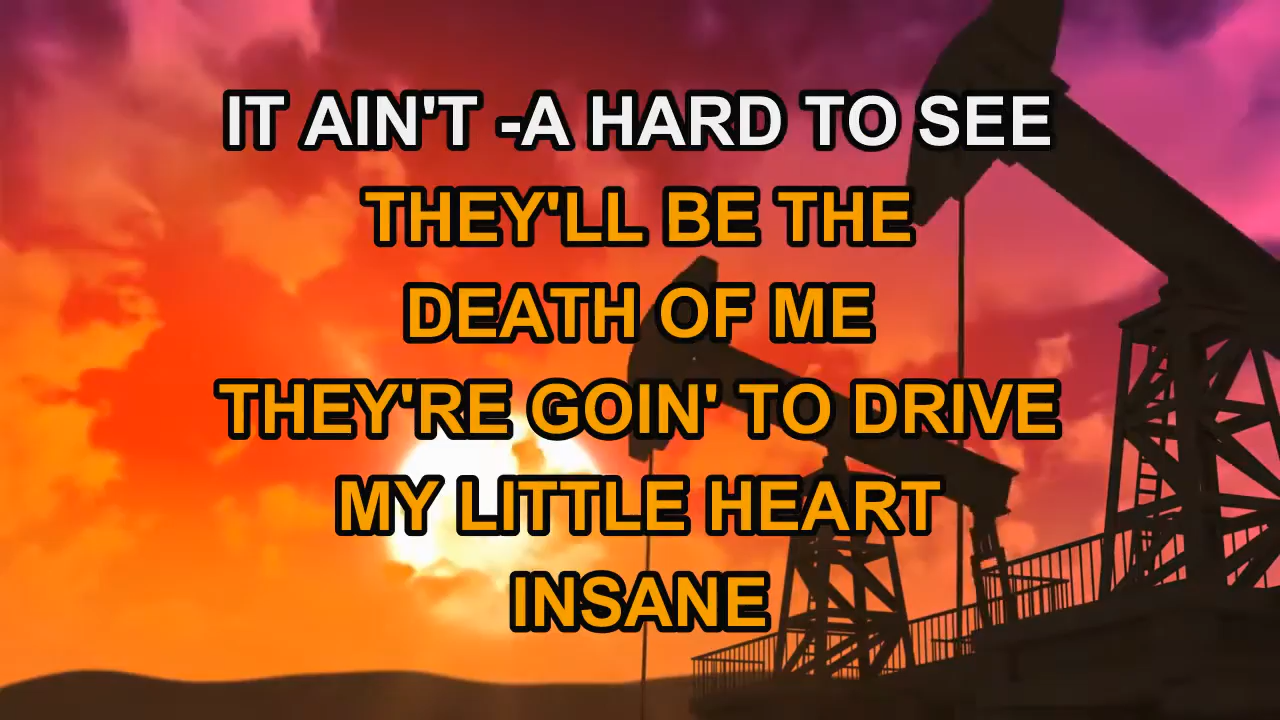 IT AIN'T -A HARD TO SEE
THEY'LL BE THE
DEATH OF ME
THEY'RE GOIN' TO DRIVE
MY LITTLE HEART
INSANE